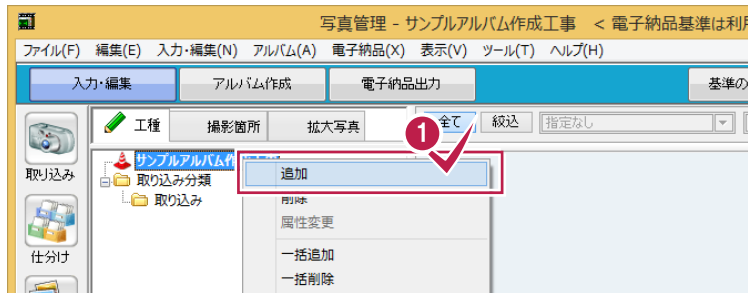 写真管理 - サンプルアルバム作成工事 < 電子納品基準は利用
ファイル(F) 編集(E) 入力・編集(N) アルバム(A) 電子納品(X) 表示(V) ツール(T) ヘルプ(H)
入力・編集 アルバム作成 電子納品出力 基準の
工種 撮影箇所 拡大写真 全て 絞込 指定なし
1
取り込み
サンプルアルバム作
取り込み分類
取り込み
仕分け
追加
削除
属性変更
一括追加
一括削除